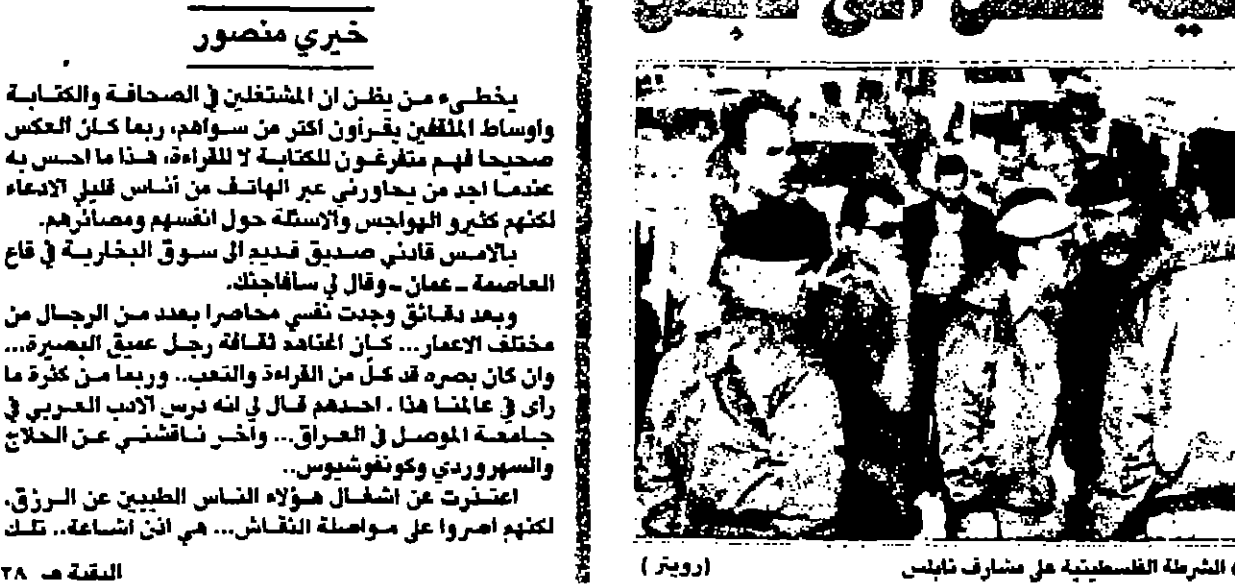 خيري منصور
يخطىء من يظن ان المشتغلين في الصحافة والكتابة
واوساط المثقفين يقرأون اكثر من سواهم، ربما كان العكس
صحيحا فهم متفرغون للكتابة لا للقراءة، هذا ما احس به
عندما اجد من يحاورني عبر الهاتف من أناس قليلي الادعاء
لكنهم كثيرو الهواجس والاسئلة حول انفسهم ومصائرهم.
بالامس قادني صديق قديم الى سوق البخارية في قاع
العاصمة ـ عمان ـ وقال لي سأفاجئك.
وبعد دقائق وجدت نفسي محاصرا بعدد من الرجال من
مختلف الاعمار... كان اكثرهم ثقافة رجل عميق البصيرة...
وان كان بصره قد كلّ من القراءة والتعب.. وربما من كثرة ما
رأى في عالمنا هذا . احدهم قال لي انه درس الادب العربي في
جامعة الموصل في العراق... وآخر ناقشني عن الحلاج
والسهروردي وكونفوشيوس..
اعتذرت عن اشغال هؤلاء الناس الطيبين عن الرزق،
لكنهم اصروا على مواصلة النقاش... هي اذن اشاعة.. تلك
البقية ص ٣٨
الشرطة الفلسطينية على مشارف نابلس
(رويتر)